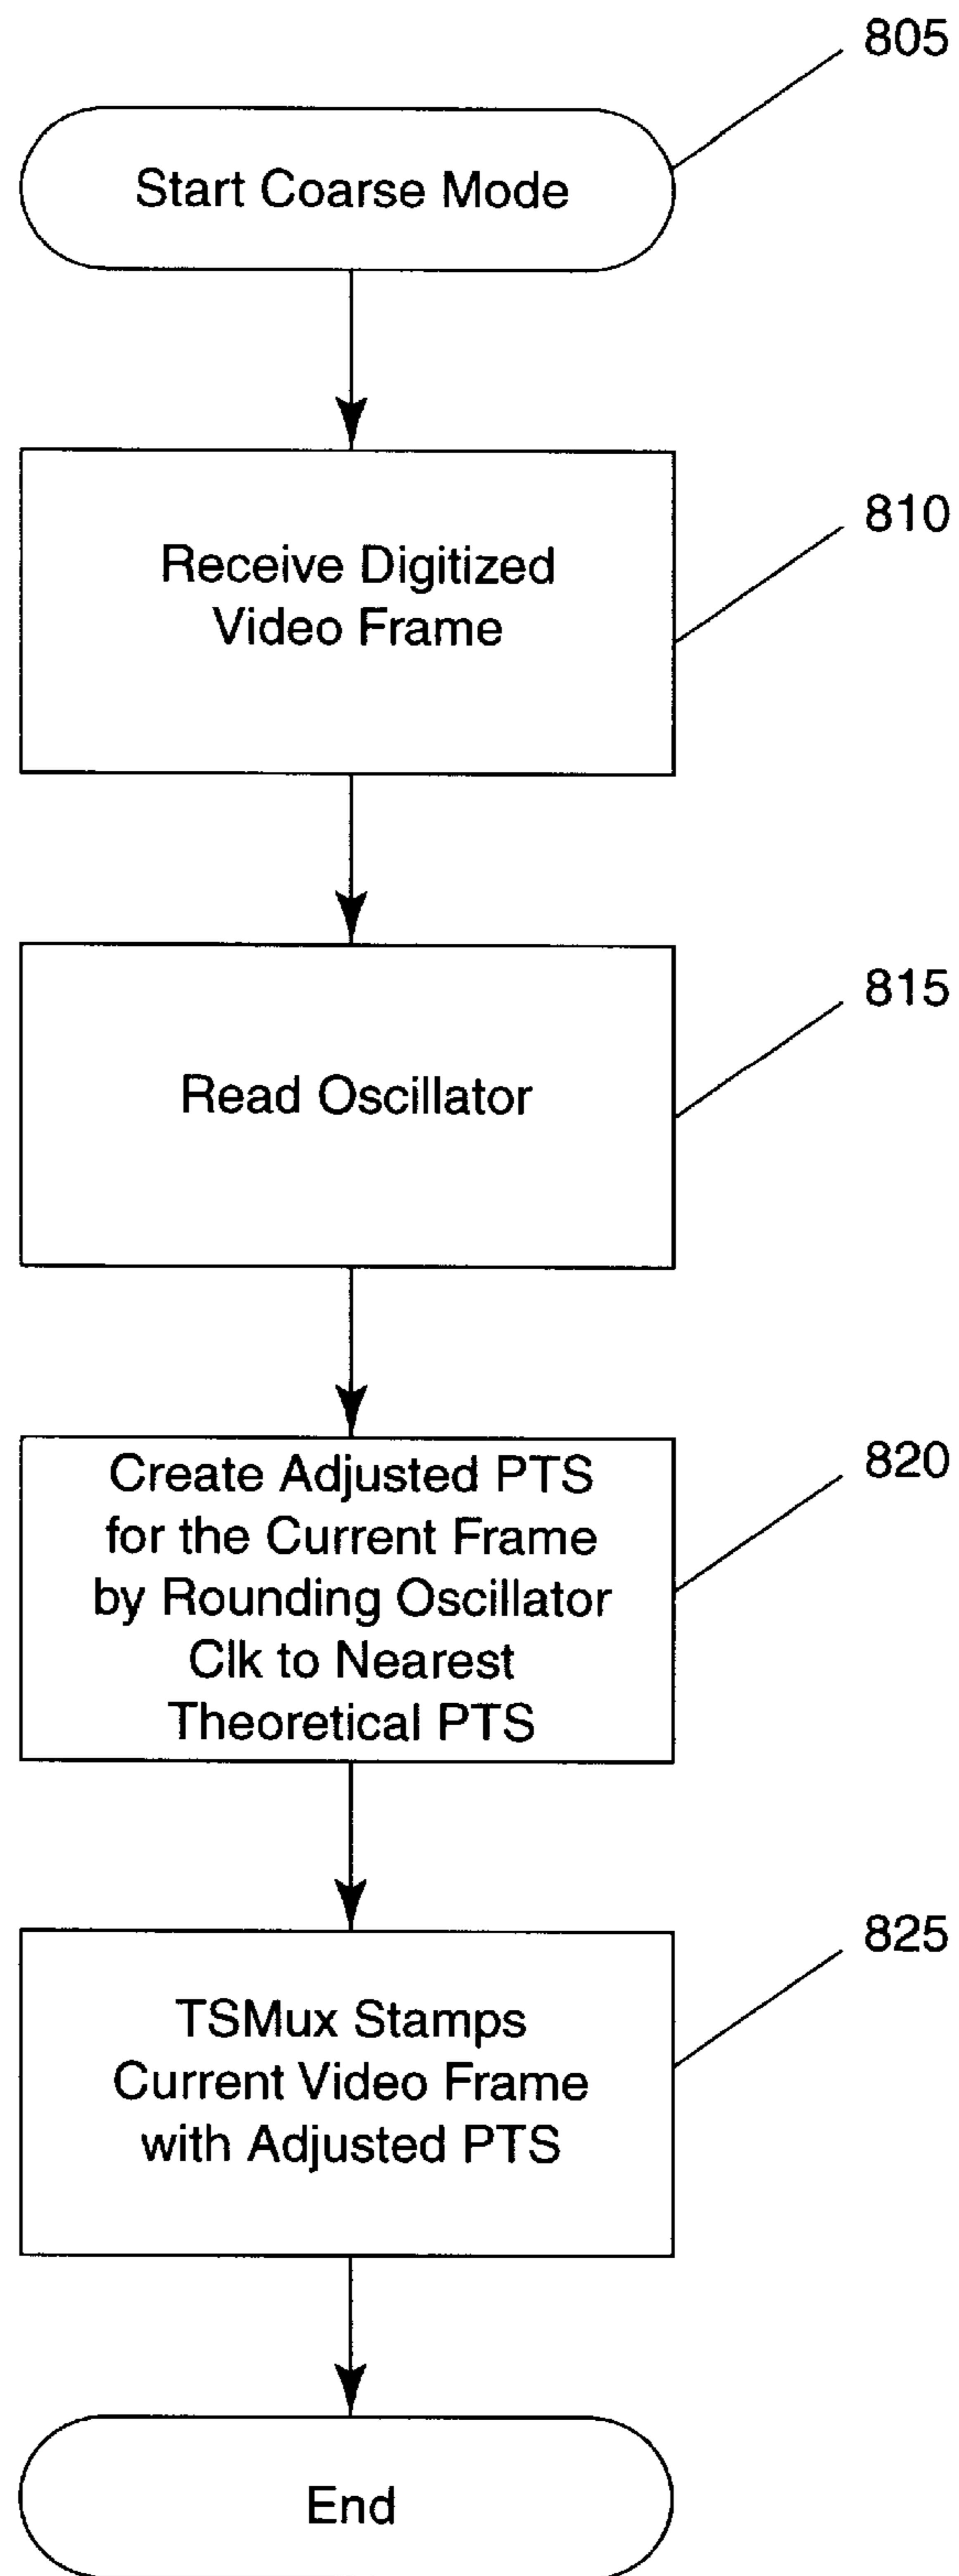 805
Start Coarse Mode
810
Receive Digitized
Video Frame
815
Read Oscillator
820
Create Adjusted PTS
for the Current Frame
by Rounding Oscillator
Clk to Nearest
Theoretical PTS
825
TSMux Stamps
Current Video Frame
with Adjusted PTS
End